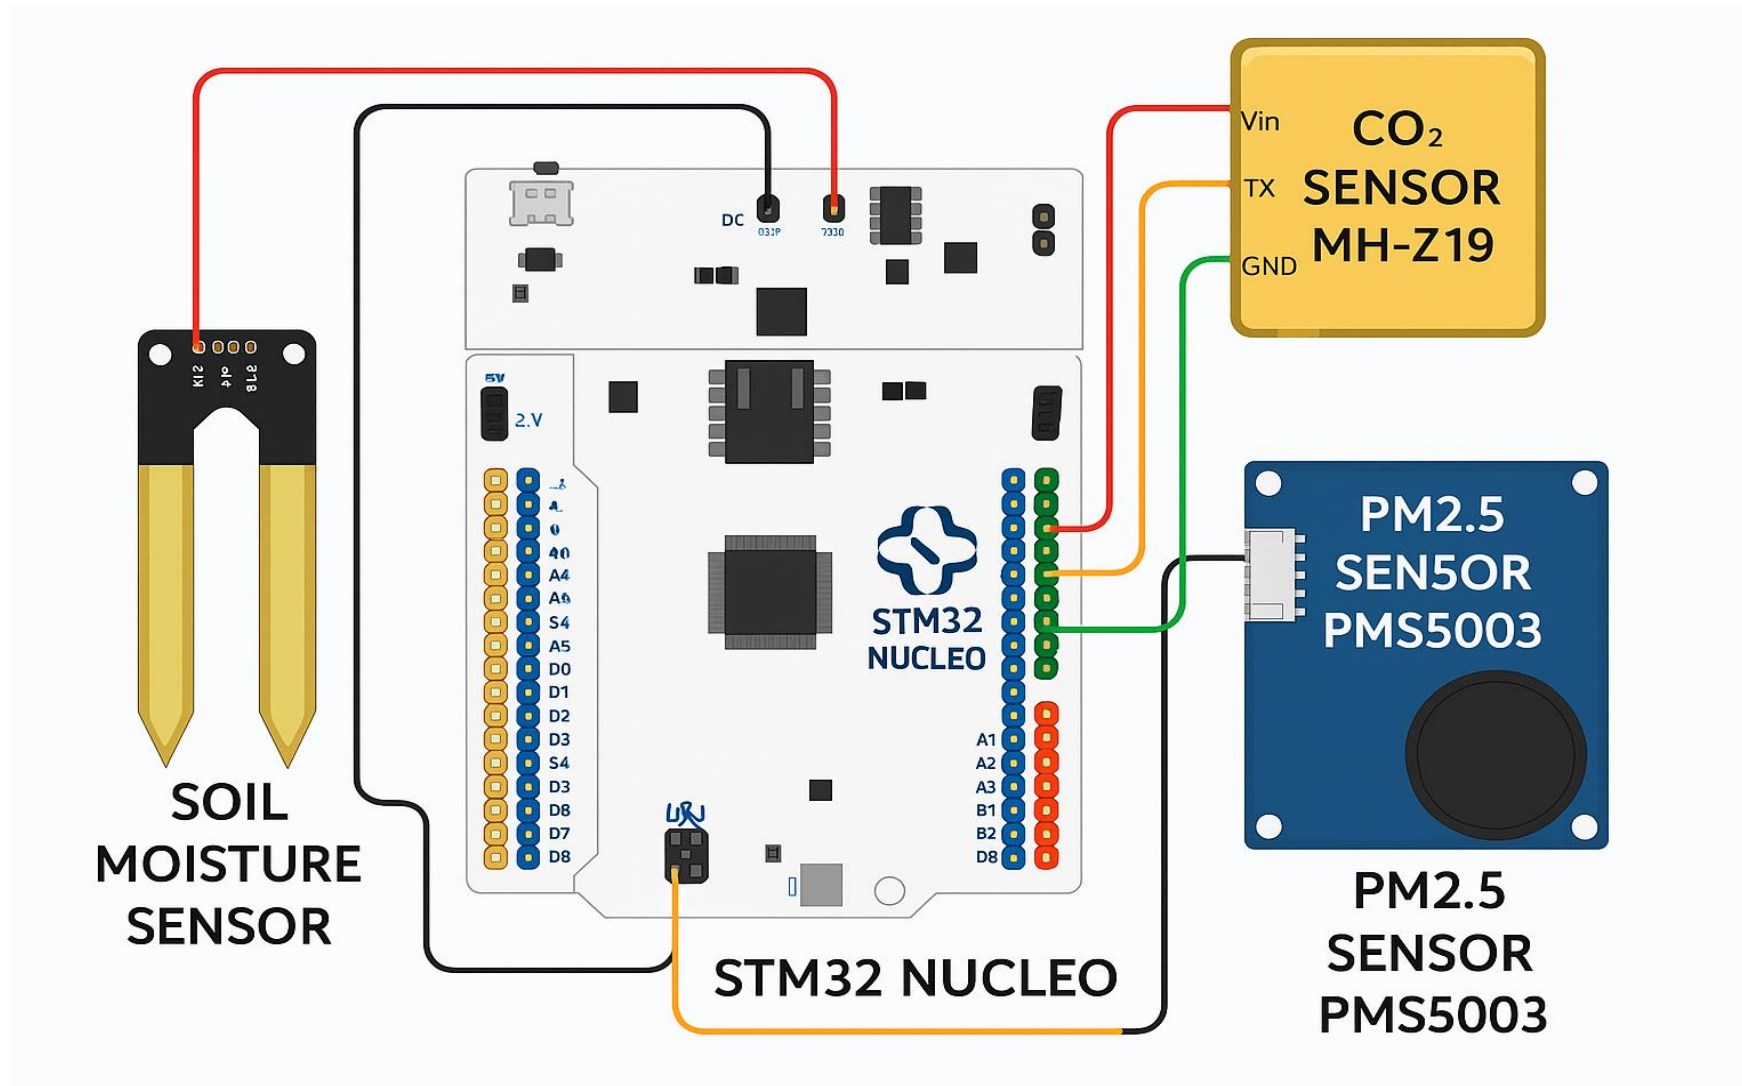 Vin
TX
GND
CO₂
SENSOR
MH-Z19
DC
5V
2.V
A4
S4
A5
D0
D1
D2
D3
S4
D3
D8
D7
D8
STM32
NUCLEO
A1
A2
A3
B1
B2
D8
PM2.5
SEN5OR
PMS5003
SOIL
MOISTURE
SENSOR
STM32 NUCLEO
PM2.5
SENSOR
PMS5003